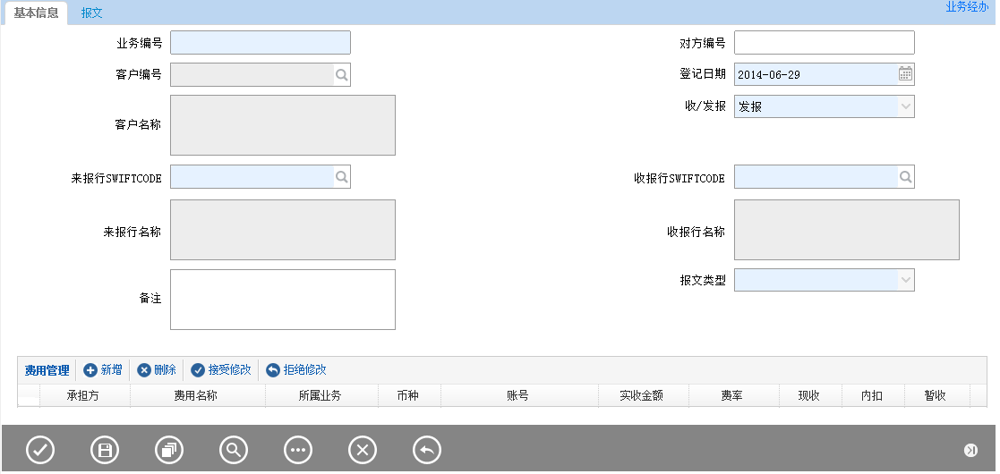 基本信息 报文 业务经办
业务编号 对方编号
客户编号 登记日期 2014-06-29
客户名称 收/发报 发报
来报行SWIFTCODE 收报行SWIFTCODE
来报行名称 收报行名称
备注 报文类型
费用管理 新增 删除 接受修改 拒绝修改
承担方 费用名称 所属业务 币种 账号 实收金额 费率 现收 内扣 暂收